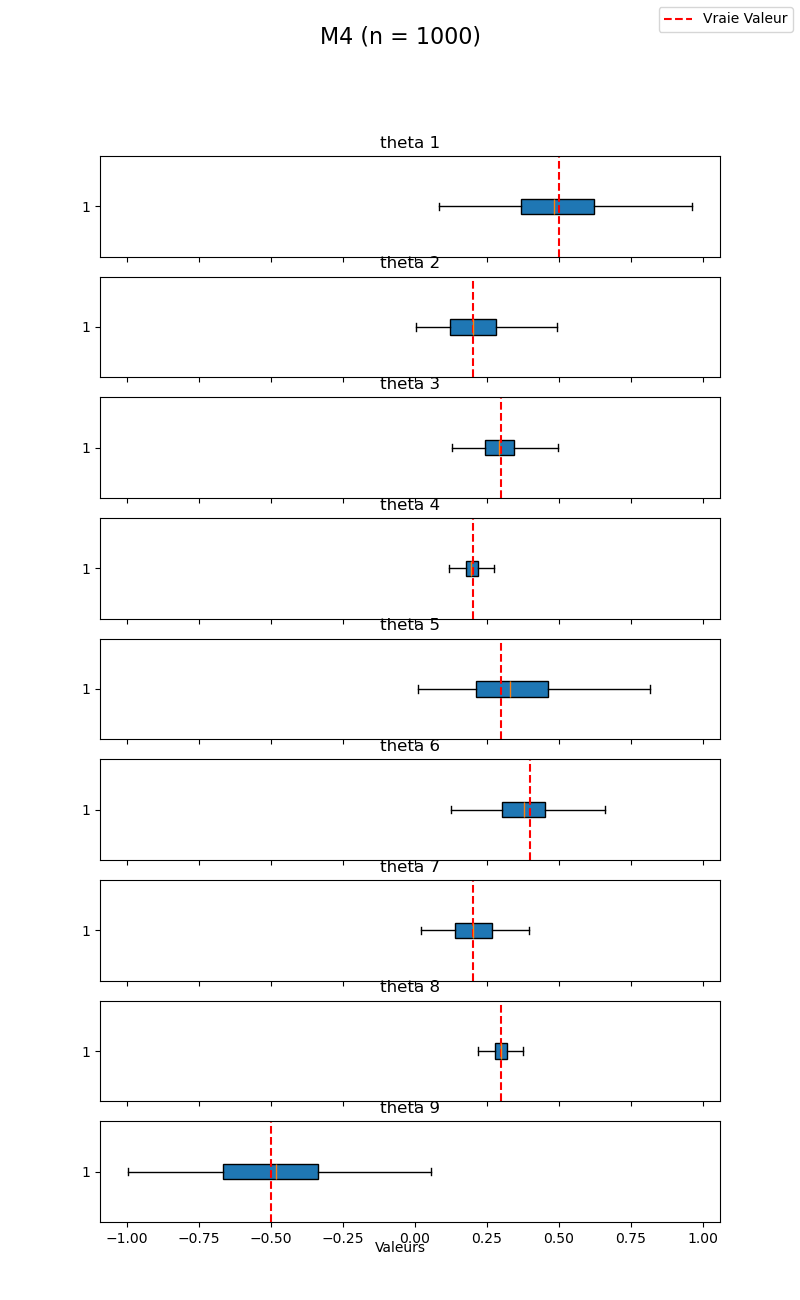 Vraie Valeur
M4 (n = 1000)
theta 1
1
theta 2
1
theta 3
1
theta 4
1
theta 5
1
theta 6
1
theta 7
1
theta 8
1
theta 9
1
−1.00 −0.75 −0.50 −0.25 0.00 0.25 0.50 0.75 1.00
Valeurs